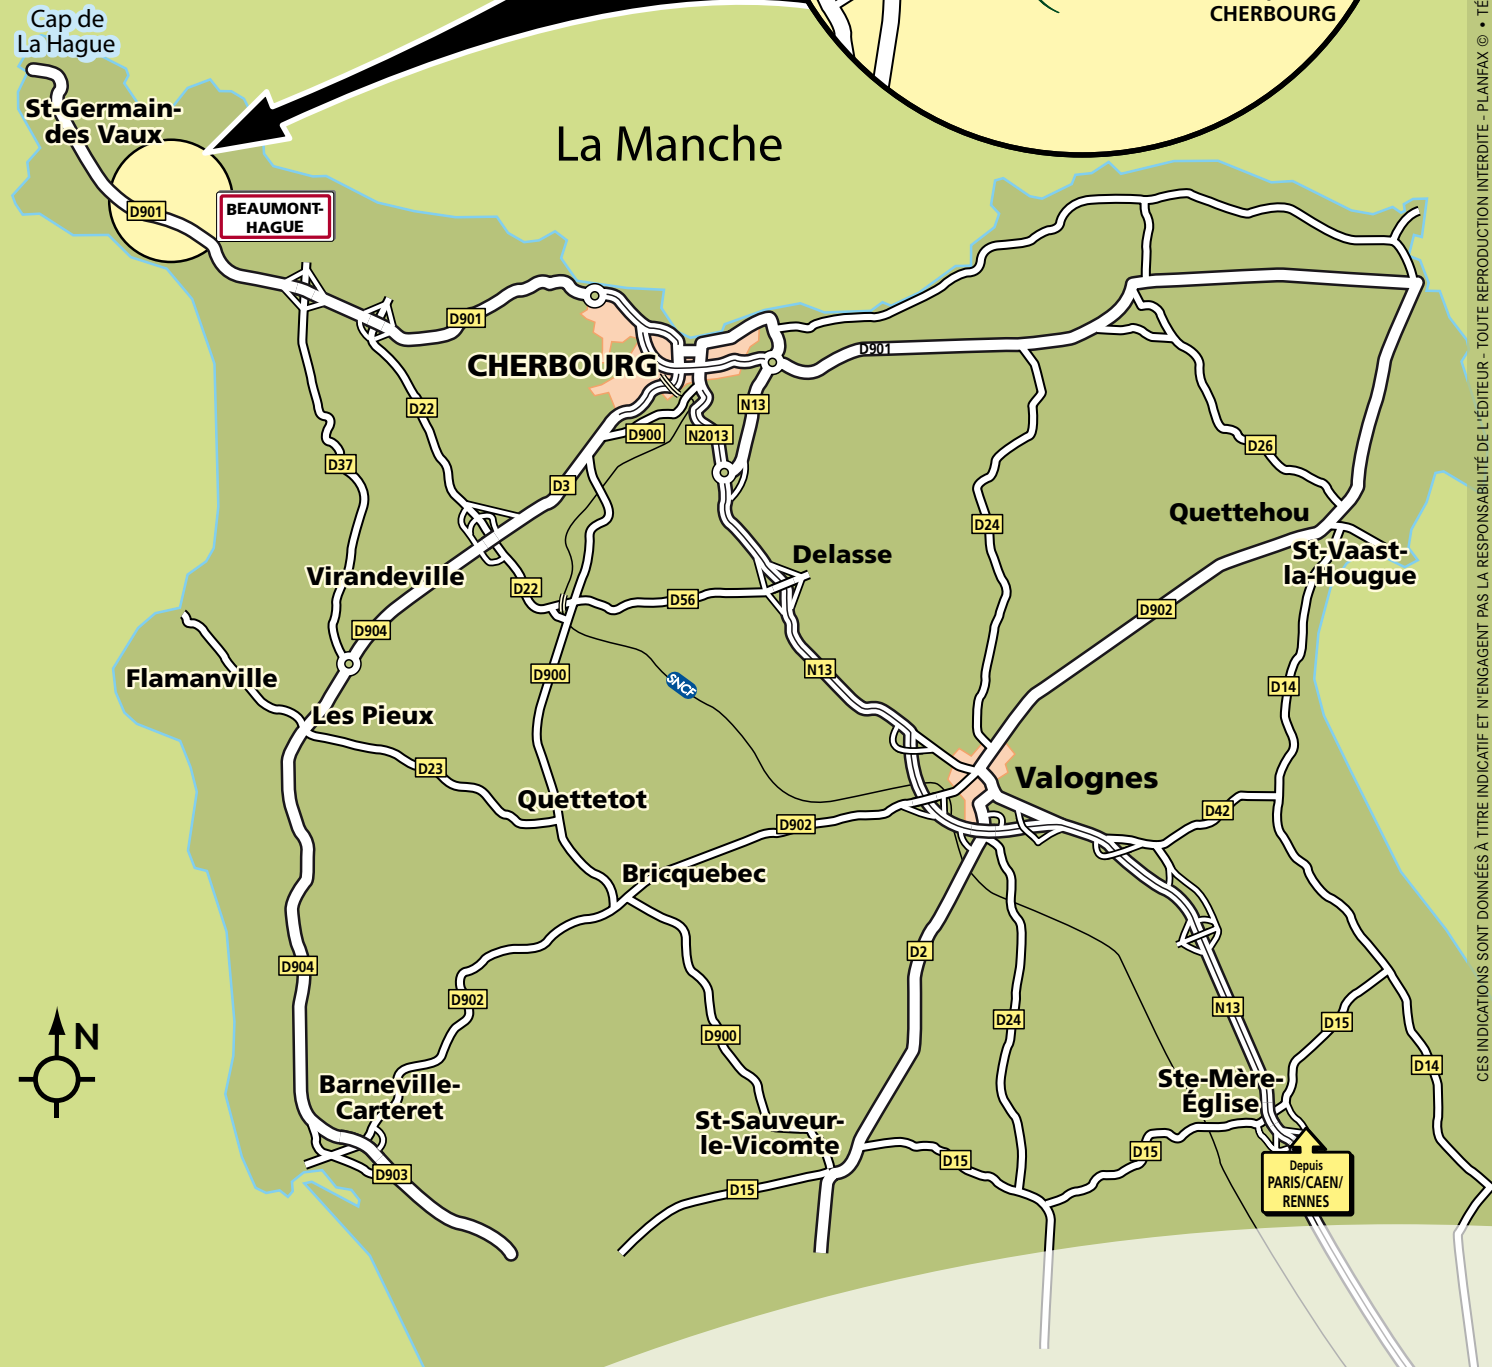 Cap de
La Hague
CHERBOURG
St-Germain-
des Vaux
La Manche
D901
BEAUMONT-
HAGUE
D901
CHERBOURG
D901
D22
N13
D900
N2013
D26
D37
D3
Quettehou
D24
Delasse
St-Vaast-
la-Hougue
Virandeville
D22
D56
D902
D904
Flamanville
D900
N13
SNCF
D14
Les Pieux
D23
Valognes
Quettetot
D902
D42
Bricquebec
D2
D904
D902
N13
D24
D15
D900
D14
N
Barneville-
Carteret
Ste-Mère-
Église
St-Sauveur-
le-Vicomte
D15
D15
D903
D15
Depuis
PARIS/CAEN/
RENNES
CES INDICATIONS SONT DONNÉES À TITRE INDICATIF ET N'ENGAGENT PAS LA RESPONSABILITÉ DE L'ÉDITEUR - TOUTE REPRODUCTION INTERDITE - PLANFAX © • TÉ